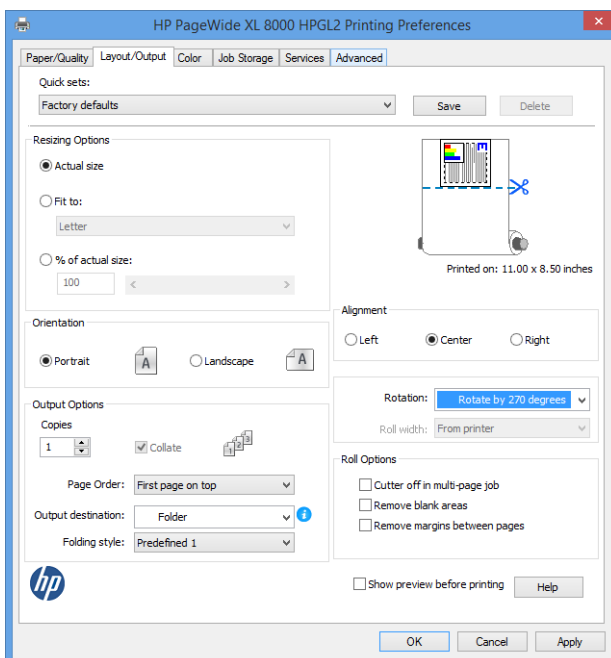 HP PageWide XL 8000 HPGL2 Printing Preferences
Paper/Quality Layout/Output Color Job Storage Services Advanced
Quick sets:
Factory defaults Save Delete
Resizing Options
Actual size
Fit to:
Letter
% of actual size:
100
Printed on: 11.00 x 8.50 inches
Orientation
Portrait A Landscape A
Alignment
Left Center Right
Rotation: Rotate by 270 degrees
Roll width: From printer
Output Options
Copies
1 Collate 1 2 3
Page Order: First page on top
Output destination: Folder i
Folding style: Predefined 1
Roll Options
Cutter off in multi-page job
Remove blank areas
Remove margins between pages
hp
Show preview before printing Help
OK Cancel Apply